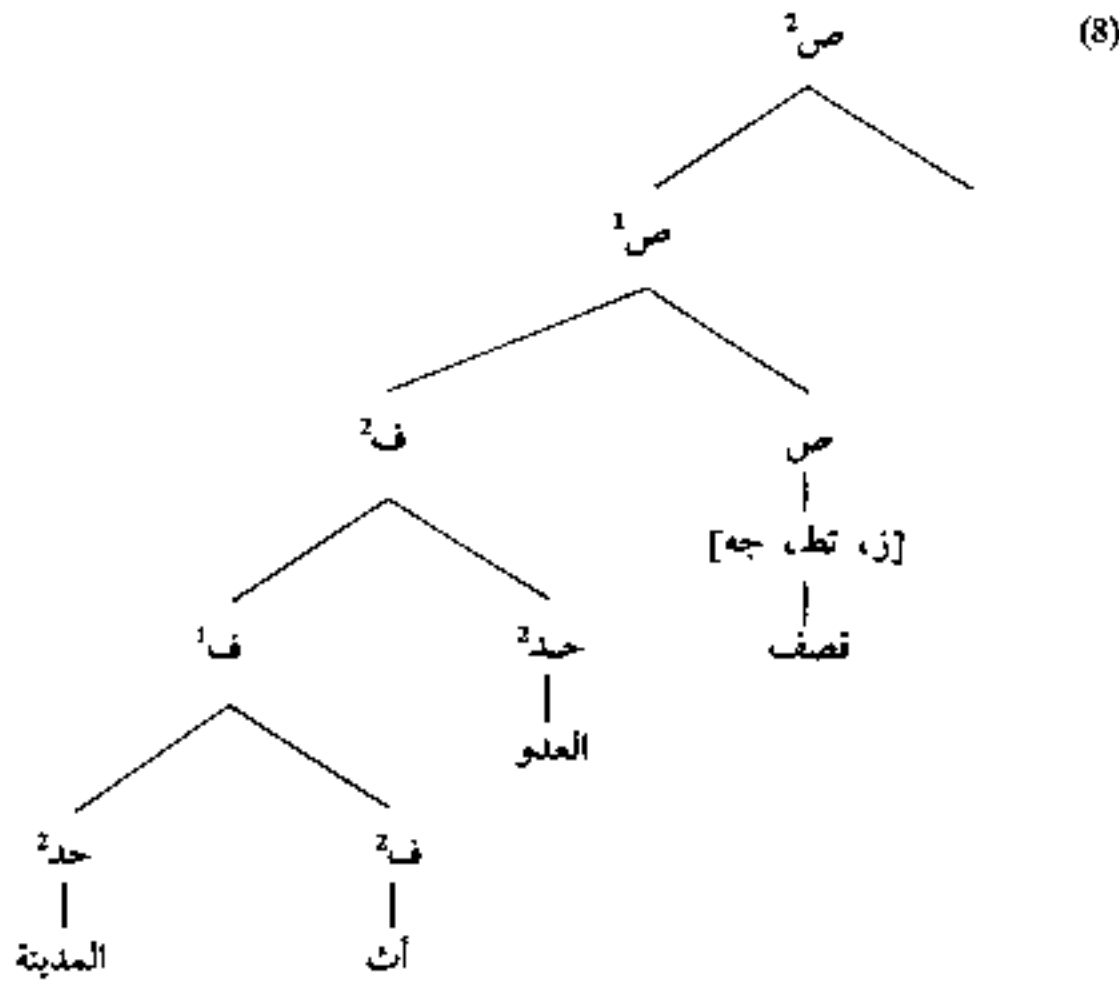 (8)
ص²
ص¹
ف² ص
[ز، تط، جه]
ف¹ حد² قصف
العدو
حد² ف²
المدينة أث